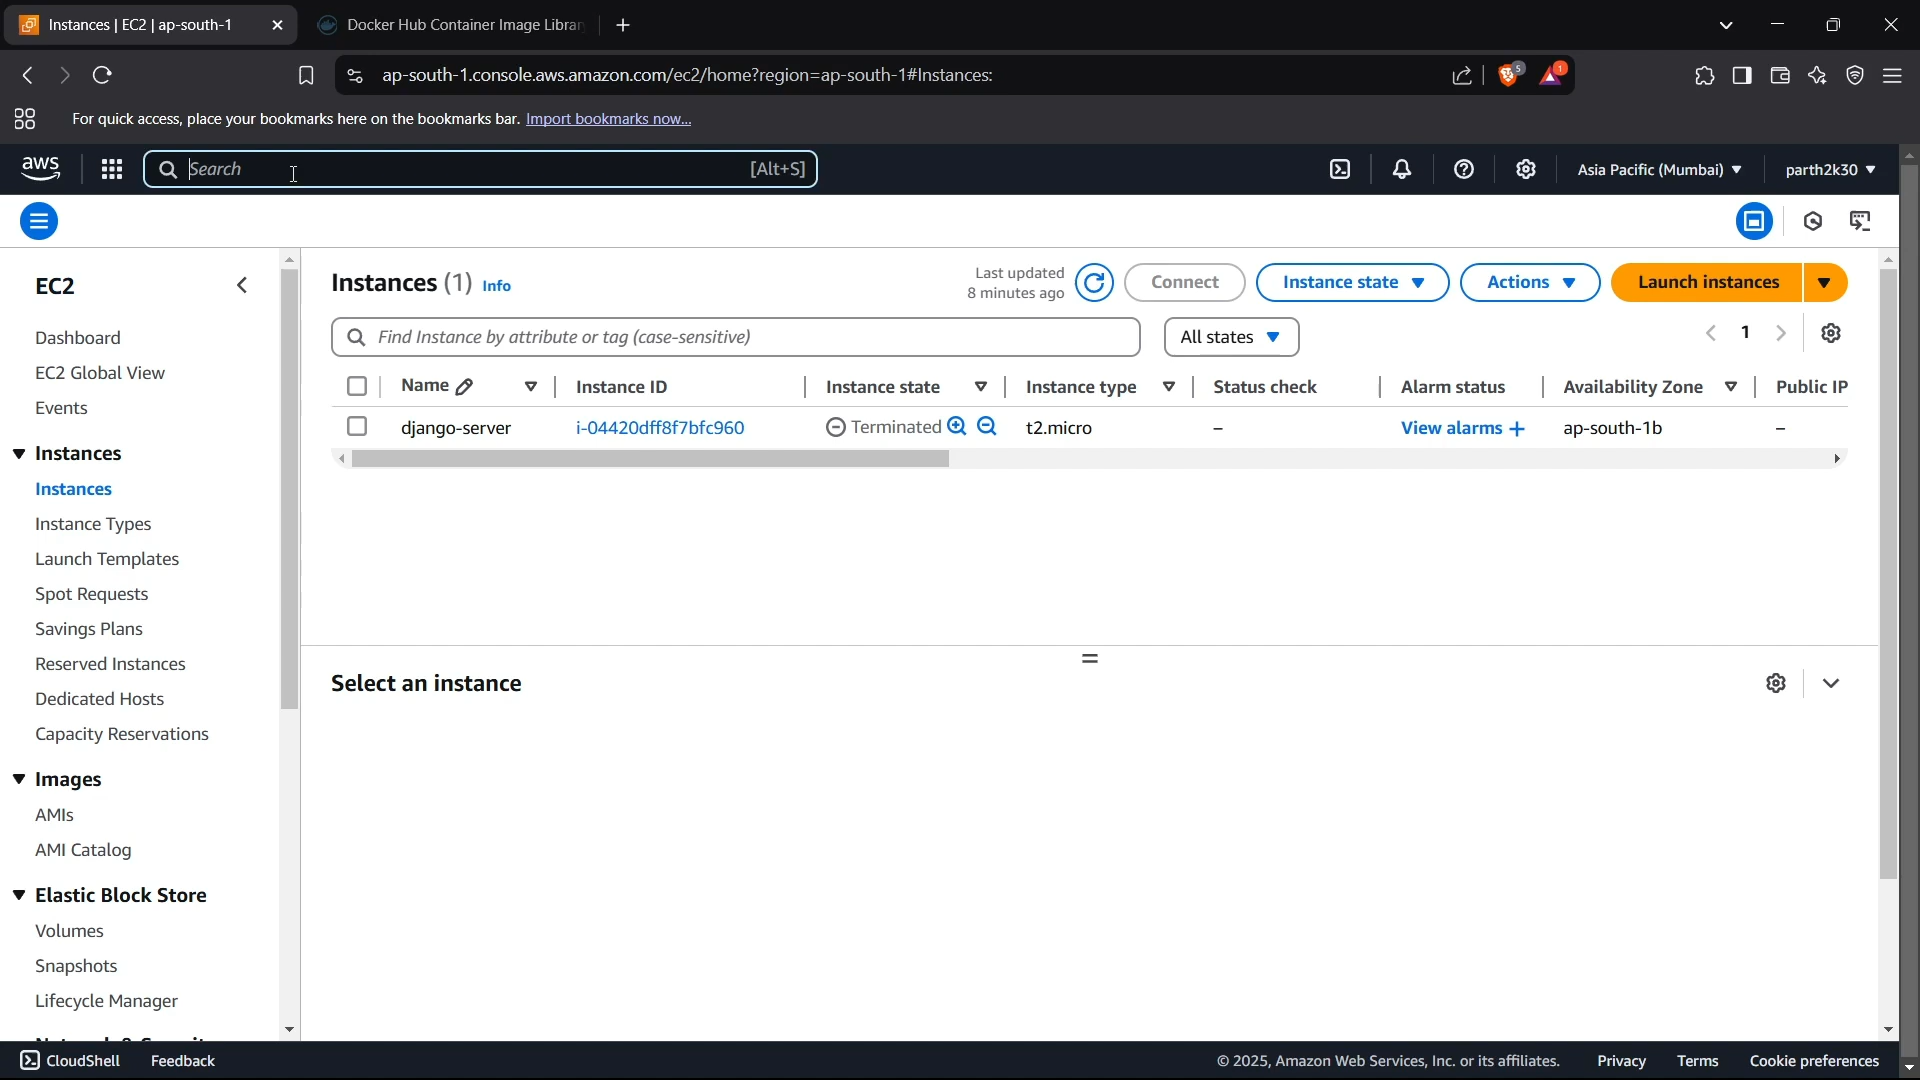 Instances | EC2 | ap-south-1
Docker Hub Container Image Librar
ap-south-1.console.aws.amazon.com/ec2/home?region=ap-south-1#Instances:
5
1
For quick access, place your bookmarks here on the bookmarks bar. Import bookmarks now...
aws
Search
[Alt+S]
Asia Pacific (Mumbai)
parth2k30
EC2
Dashboard
EC2 Global View
Events
Instances
Instances
Instance Types
Launch Templates
Spot Requests
Savings Plans
Reserved Instances
Dedicated Hosts
Capacity Reservations
Images
AMIs
AMI Catalog
Elastic Block Store
Volumes
Snapshots
Lifecycle Manager
Instances (1) Info
Last updated
8 minutes ago
Connect
Instance state
Actions
Launch instances
Find Instance by attribute or tag (case-sensitive)
All states
1
Name Instance ID Instance state Instance type Status check Alarm status Availability Zone Public IP
django-server i-04420dff8f7bfc960 Terminated t2.micro – View alarms + ap-south-1b –
Select an instance
CloudShell Feedback © 2025, Amazon Web Services, Inc. or its affiliates. Privacy Terms Cookie preferences